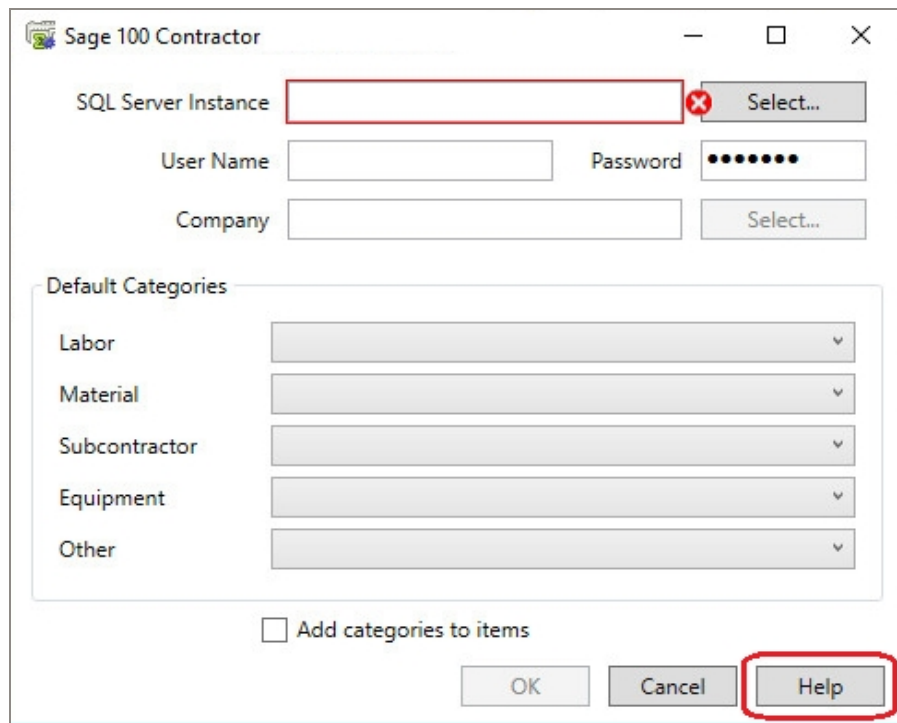 Sage 100 Contractor
SQL Server Instance Select...
User Name Password •••••••
Company Select...
Default Categories
Labor
Material
Subcontractor
Equipment
Other
Add categories to items
OK Cancel Help